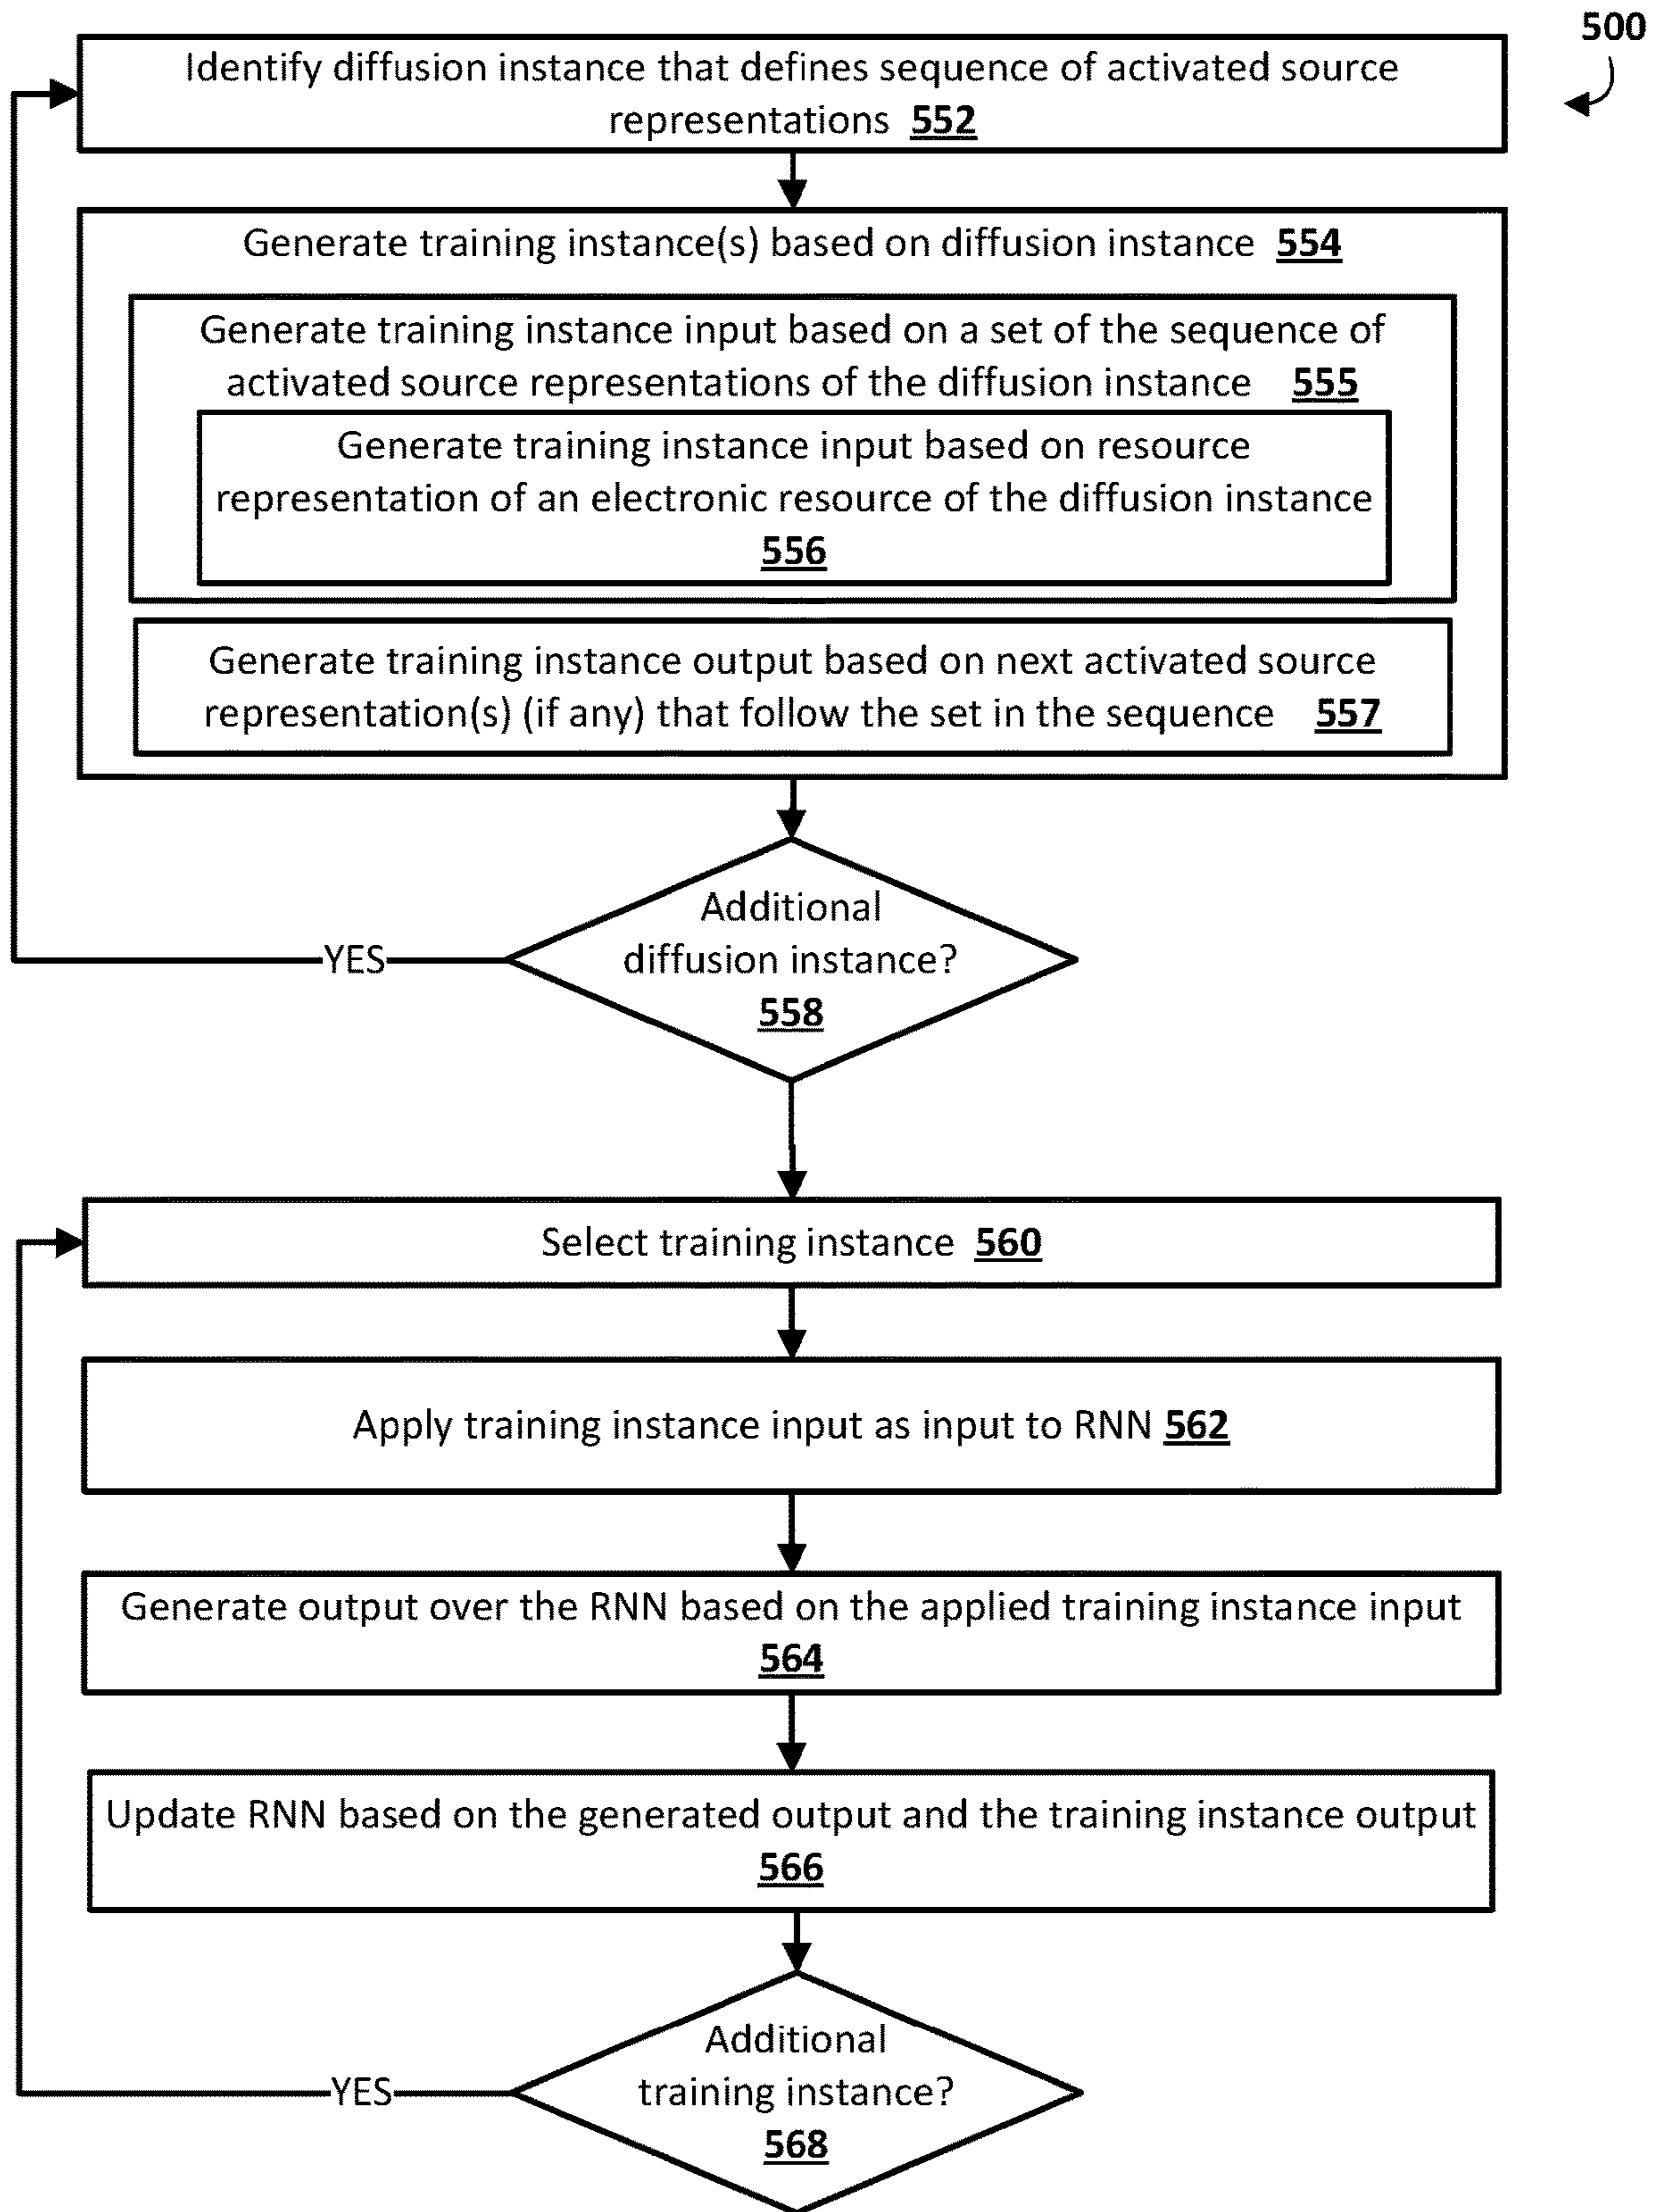 500
Identify diffusion instance that defines sequence of activated source
representations 552
Generate training instance(s) based on diffusion instance 554
Generate training instance input based on a set of the sequence of
activated source representations of the diffusion instance 555
Generate training instance input based on resource
representation of an electronic resource of the diffusion instance
556
Generate training instance output based on next activated source
representation(s) (if any) that follow the set in the sequence 557
Additional
diffusion instance?
558
YES
Select training instance 560
Apply training instance input as input to RNN 562
Generate output over the RNN based on the applied training instance input
564
Update RNN based on the generated output and the training instance output
566
Additional
training instance?
568
YES